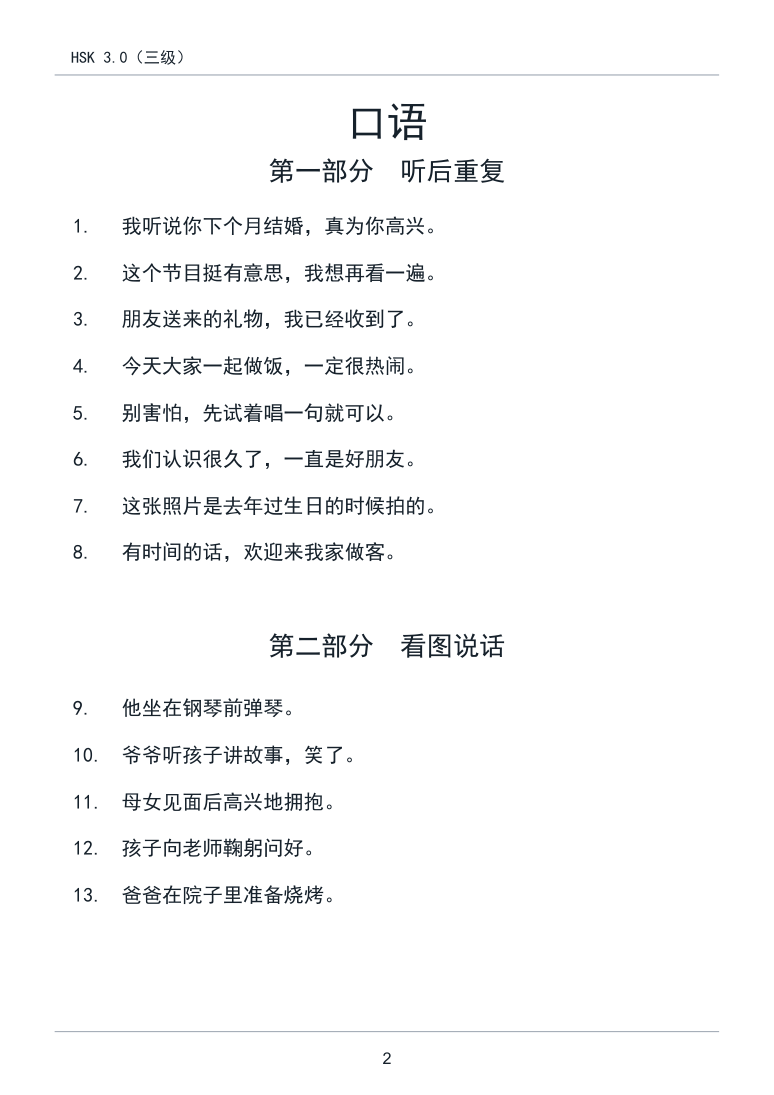 HSK 3.0（三级）
口语
第一部分　听后重复
1. 我听说你下个月结婚，真为你高兴。
2. 这个节目挺有意思，我想再看一遍。
3. 朋友送来的礼物，我已经收到了。
4. 今天大家一起做饭，一定很热闹。
5. 别害怕，先试着唱一句就可以。
6. 我们认识很久了，一直是好朋友。
7. 这张照片是去年过生日的时候拍的。
8. 有时间的话，欢迎来我家做客。
第二部分　看图说话
9. 他坐在钢琴前弹琴。
10. 爷爷听孩子讲故事，笑了。
11. 母女见面后高兴地拥抱。
12. 孩子向老师鞠躬问好。
13. 爸爸在院子里准备烧烤。
2